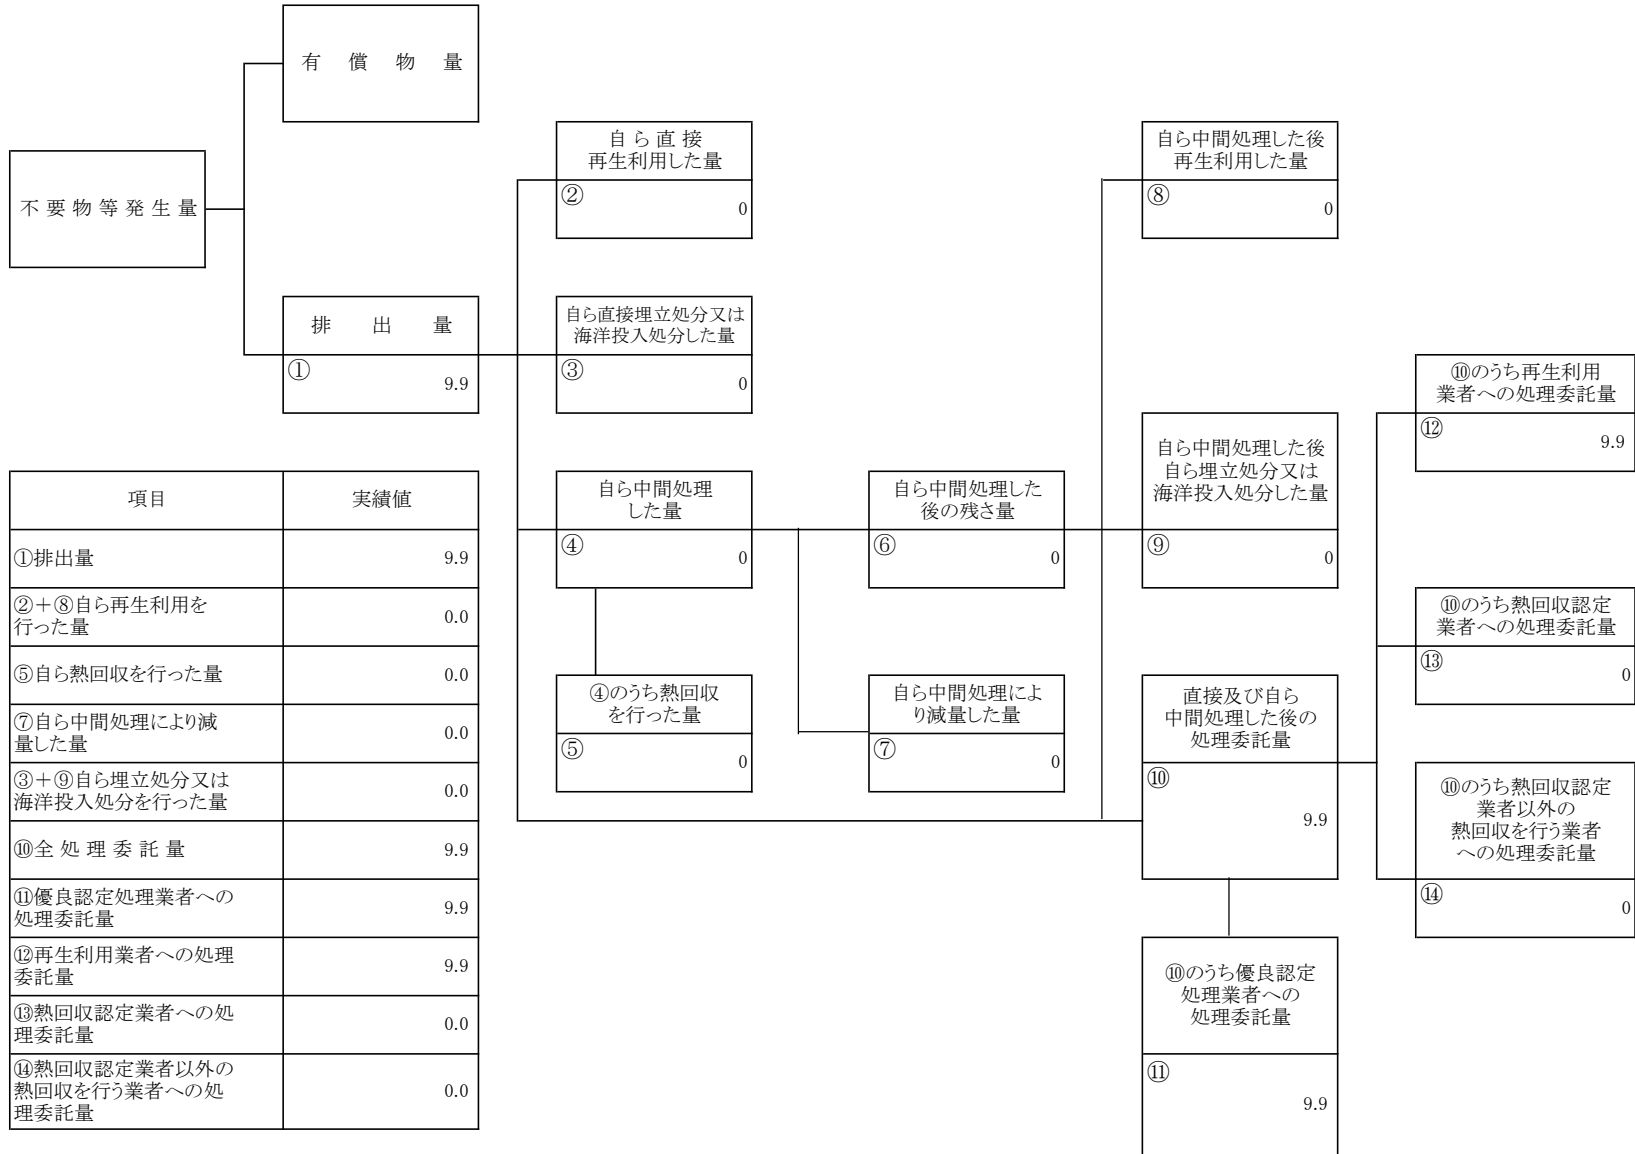 有 償 物 量
不 要 物 等 発 生 量
排 出 量
①
9.9
自 ら 直 接
再生利用した量
②
0
自ら直接埋立処分又は
海洋投入処分した量
③
0
自ら中間処理
した量
④
0
④のうち熱回収
を行った量
⑤
0
自ら中間処理した
後の残さ量
⑥
0
自ら中間処理によ
り減量した量
⑦
0
自ら中間処理した後
再生利用した量
⑧
0
自ら中間処理した後
自ら埋立処分又は
海洋投入処分した量
⑨
0
直接及び自ら
中間処理した後の
処理委託量
⑩
9.9
⑩のうち優良認定
処理業者への
処理委託量
⑪
9.9
⑩のうち再生利用
業者への処理委託量
⑫
9.9
⑩のうち熱回収認定
業者への処理委託量
⑬
0
⑩のうち熱回収認定
業者以外の
熱回収を行う業者
への処理委託量
⑭
0
項目 実績値
①排出量 9.9
②＋⑧自ら再生利用を
行った量 0.0
⑤自ら熱回収を行った量 0.0
⑦自ら中間処理により減
量した量 0.0
③＋⑨自ら埋立処分又は
海洋投入処分を行った量 0.0
⑩全 処 理 委 託 量 9.9
⑪優良認定処理業者への
処理委託量 9.9
⑫再生利用業者への処理
委託量 9.9
⑬熱回収認定業者への処
理委託量 0.0
⑭熱回収認定業者以外の
熱回収を行う業者への処
理委託量 0.0